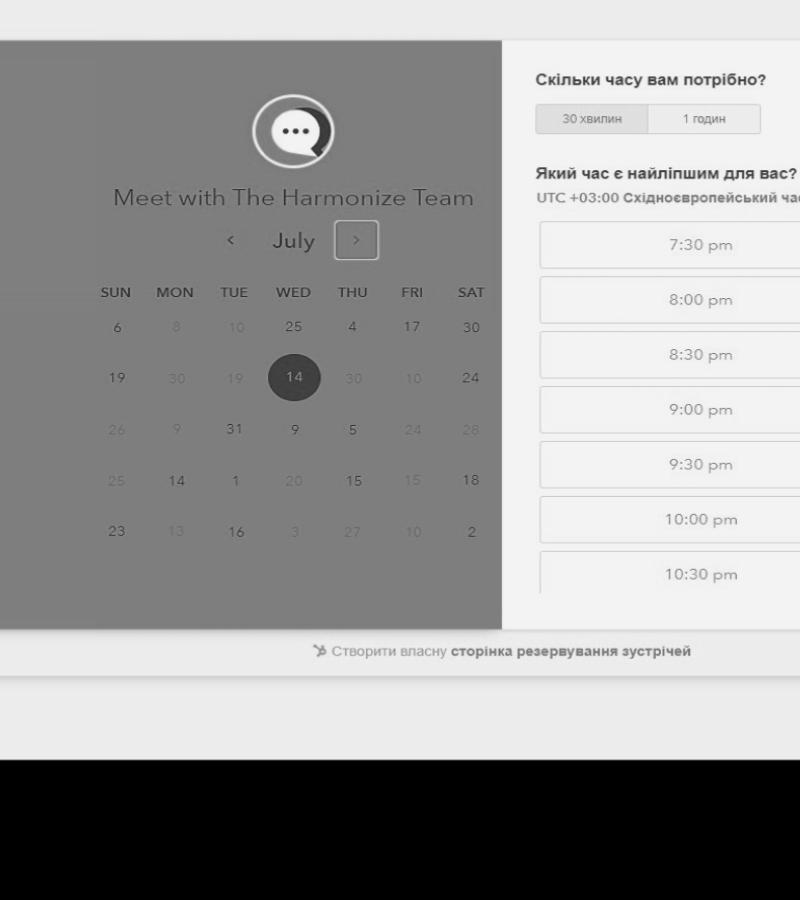 Meet with The Harmonize Team
July
SUN MON TUE WED THU FRI SAT
6 8 10 25 4 17 30
19 30 19 14 30 10 24
26 9 31 9 5 24 28
25 14 1 20 15 15 18
23 13 16 3 27 10 2
Скільки часу вам потрібно?
30 хвилин 1 годин
Який час є найліпшим для вас?
UTC +03:00 Східноєвропейський
7:30 pm
8:00 pm
8:30 pm
9:00 pm
9:30 pm
10:00 pm
10:30 pm
Створити власну сторінка резервування зустрічей